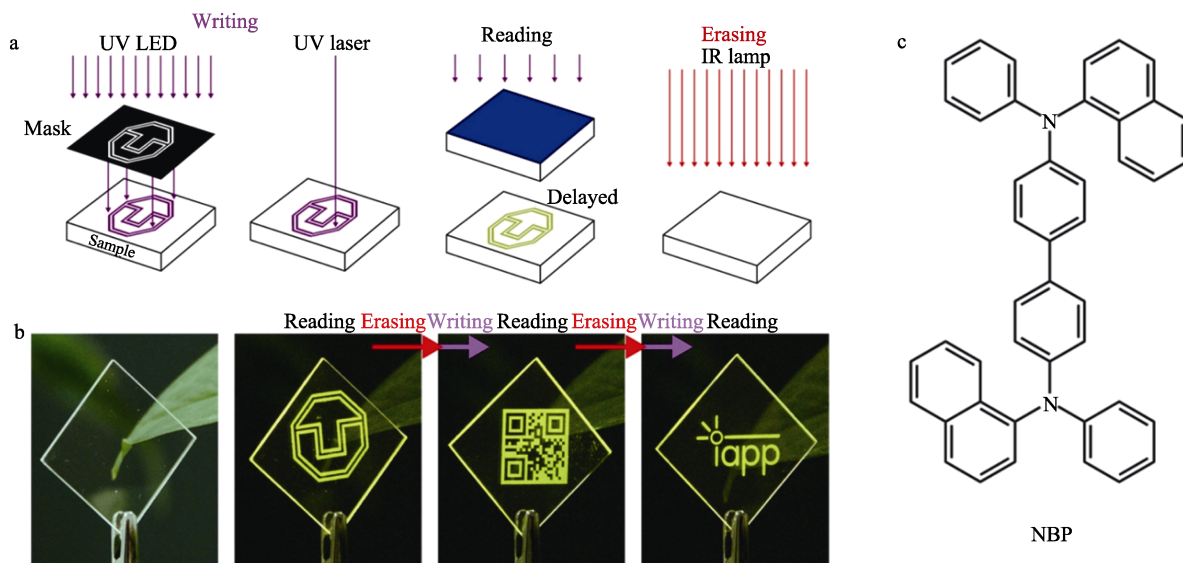 a
Writing
UV LED
UV laser
Reading
Erasing
IR lamp
Mask
Delayed
Sample
b
Reading Erasing Writing Reading Erasing Writing Reading
iapp
c
N
N
NBP